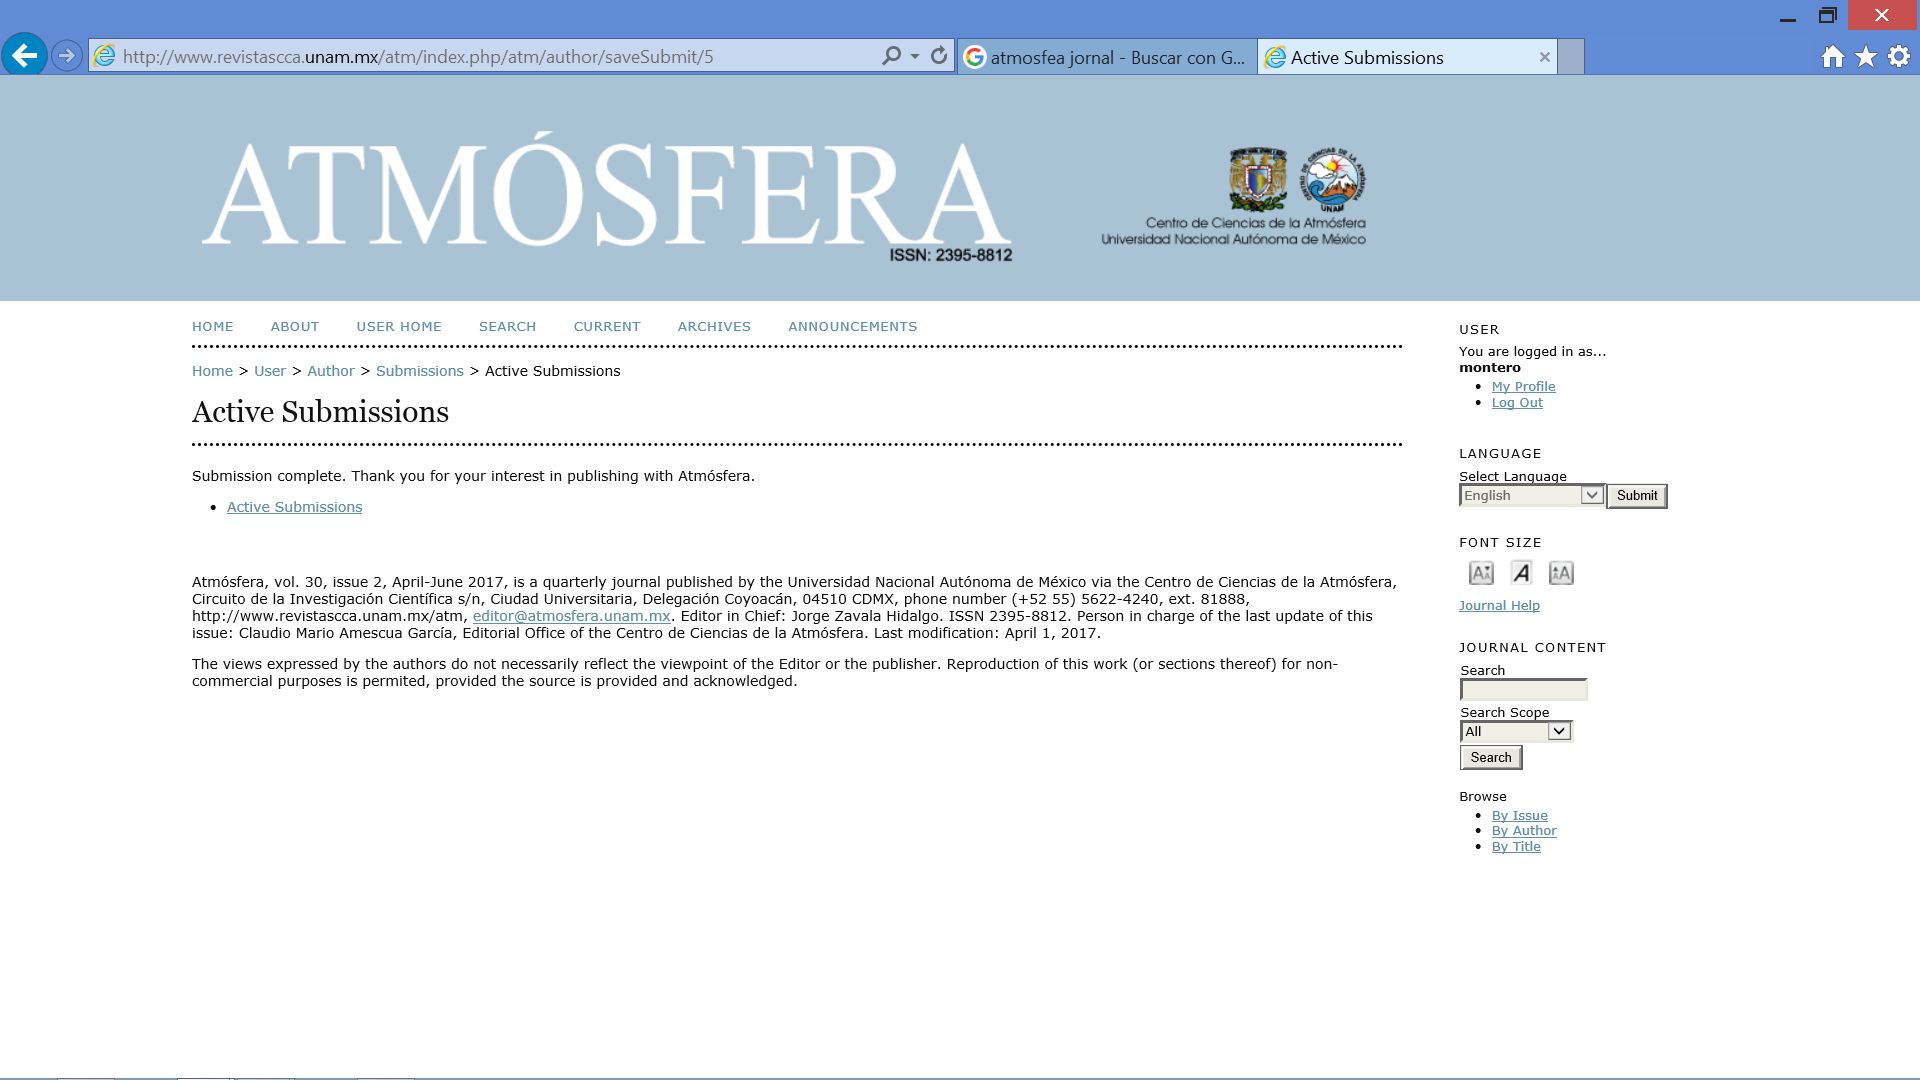 http://www.revistascca.unam.mx/atm/index.php/atm/author/saveSubmit/5
atmosfea jornal - Buscar con G...
Active Submissions
ATMÓSFERA
ISSN: 2395-8812
CENTRO DE CIENCIAS DE LA ATMÓSFERA
UNAM
Centro de Ciencias de la Atmósfera
Universidad Nacional Autónoma de México
HOME ABOUT USER HOME SEARCH CURRENT ARCHIVES ANNOUNCEMENTS
Home > User > Author > Submissions > Active Submissions
Active Submissions
Submission complete. Thank you for your interest in publishing with Atmósfera.
Active Submissions
Atmósfera, vol. 30, issue 2, April-June 2017, is a quarterly journal published by the Universidad Nacional Autónoma de México via the Centro de Ciencias de la Atmósfera,
Circuito de la Investigación Científica s/n, Ciudad Universitaria, Delegación Coyoacán, 04510 CDMX, phone number (+52 55) 5622-4240, ext. 81888,
http://www.revistascca.unam.mx/atm, editor@atmosfera.unam.mx. Editor in Chief: Jorge Zavala Hidalgo. ISSN 2395-8812. Person in charge of the last update of this
issue: Claudio Mario Amescua García, Editorial Office of the Centro de Ciencias de la Atmósfera. Last modification: April 1, 2017.
The views expressed by the authors do not necessarily reflect the viewpoint of the Editor or the publisher. Reproduction of this work (or sections thereof) for non-
commercial purposes is permited, provided the source is provided and acknowledged.
USER
You are logged in as...
montero
My Profile
Log Out
LANGUAGE
Select Language
English
Submit
FONT SIZE
Journal Help
JOURNAL CONTENT
Search
Search Scope
All
Search
Browse
By Issue
By Author
By Title